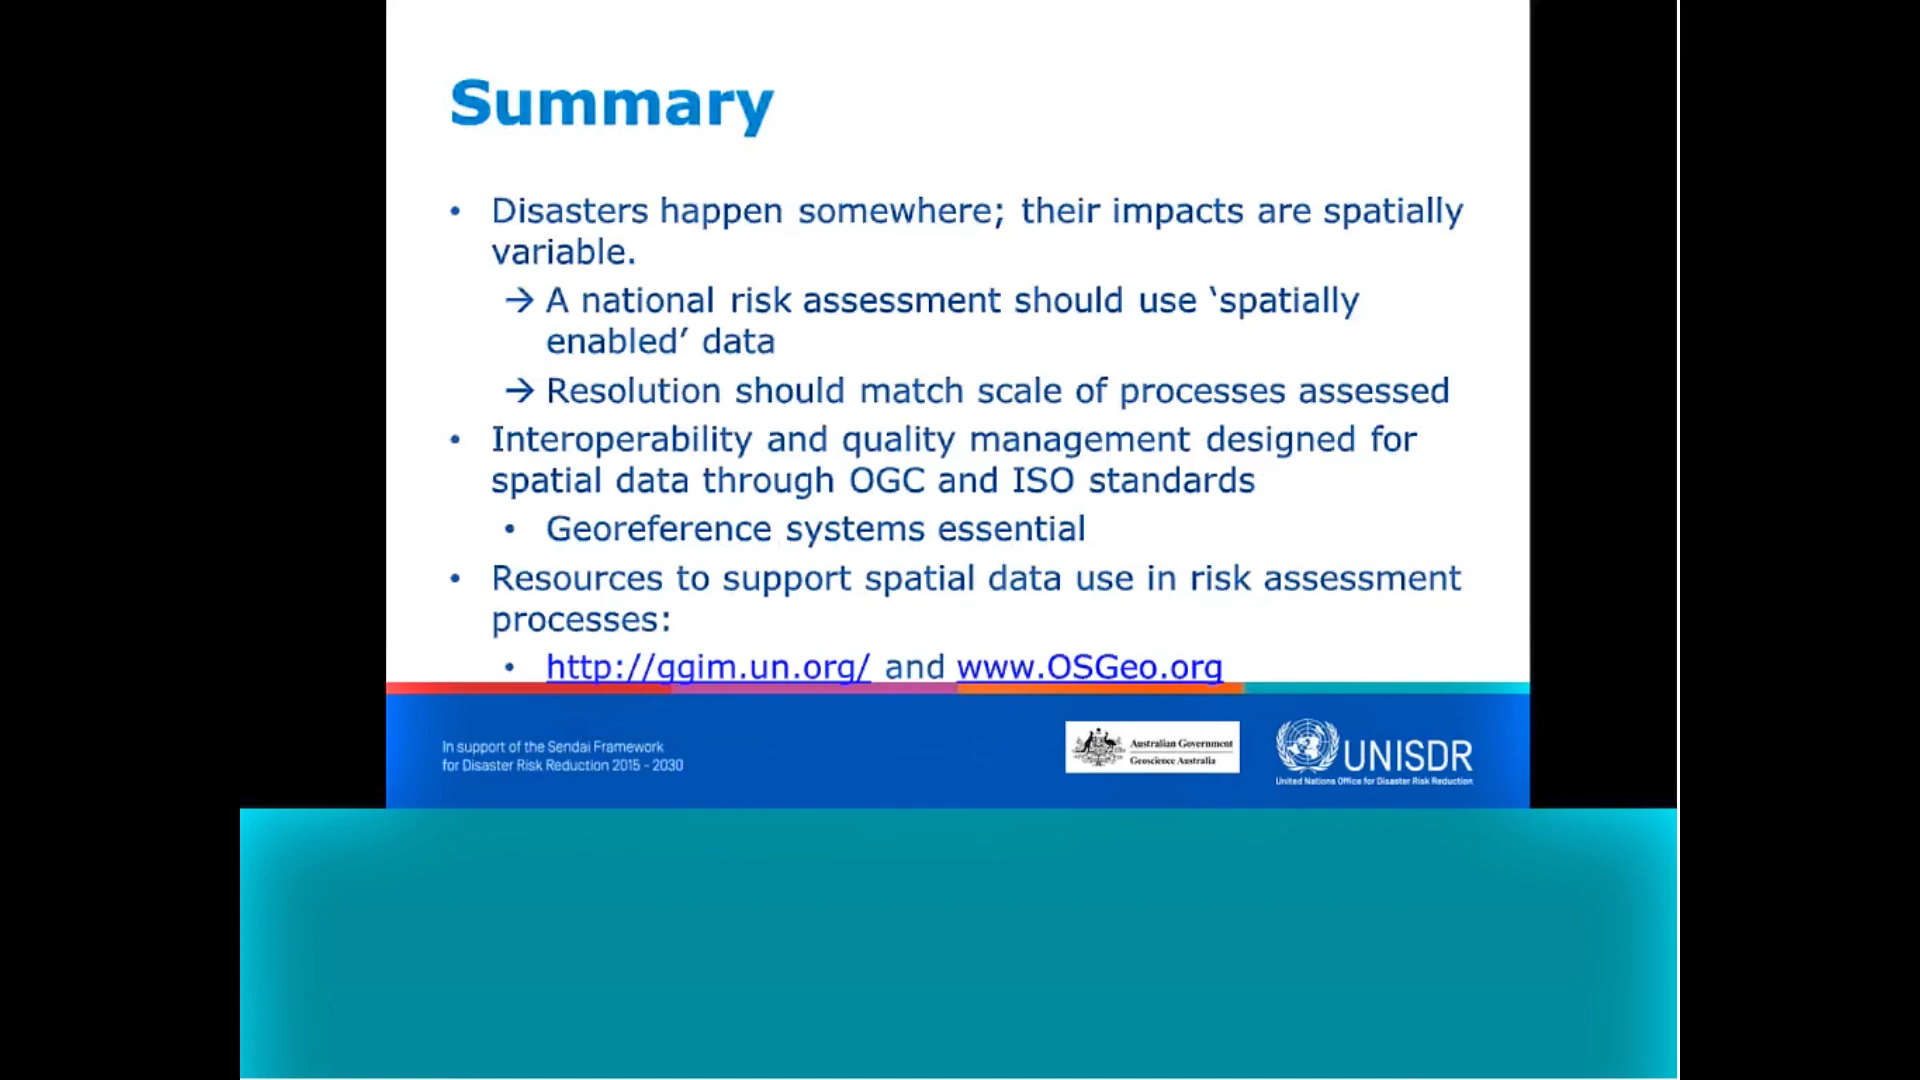 Summary
• Disasters happen somewhere; their impacts are spatially
variable.
→ A national risk assessment should use ‘spatially
enabled’ data
→ Resolution should match scale of processes assessed
• Interoperability and quality management designed for
spatial data through OGC and ISO standards
• Georeference systems essential
• Resources to support spatial data use in risk assessment
processes:
• http://ggim.un.org/ and www.OSGeo.org
In support of the Sendai Framework
for Disaster Risk Reduction 2015 - 2030
Australian Government
Geoscience Australia
UNISDR
United Nations Office for Disaster Risk Reduction